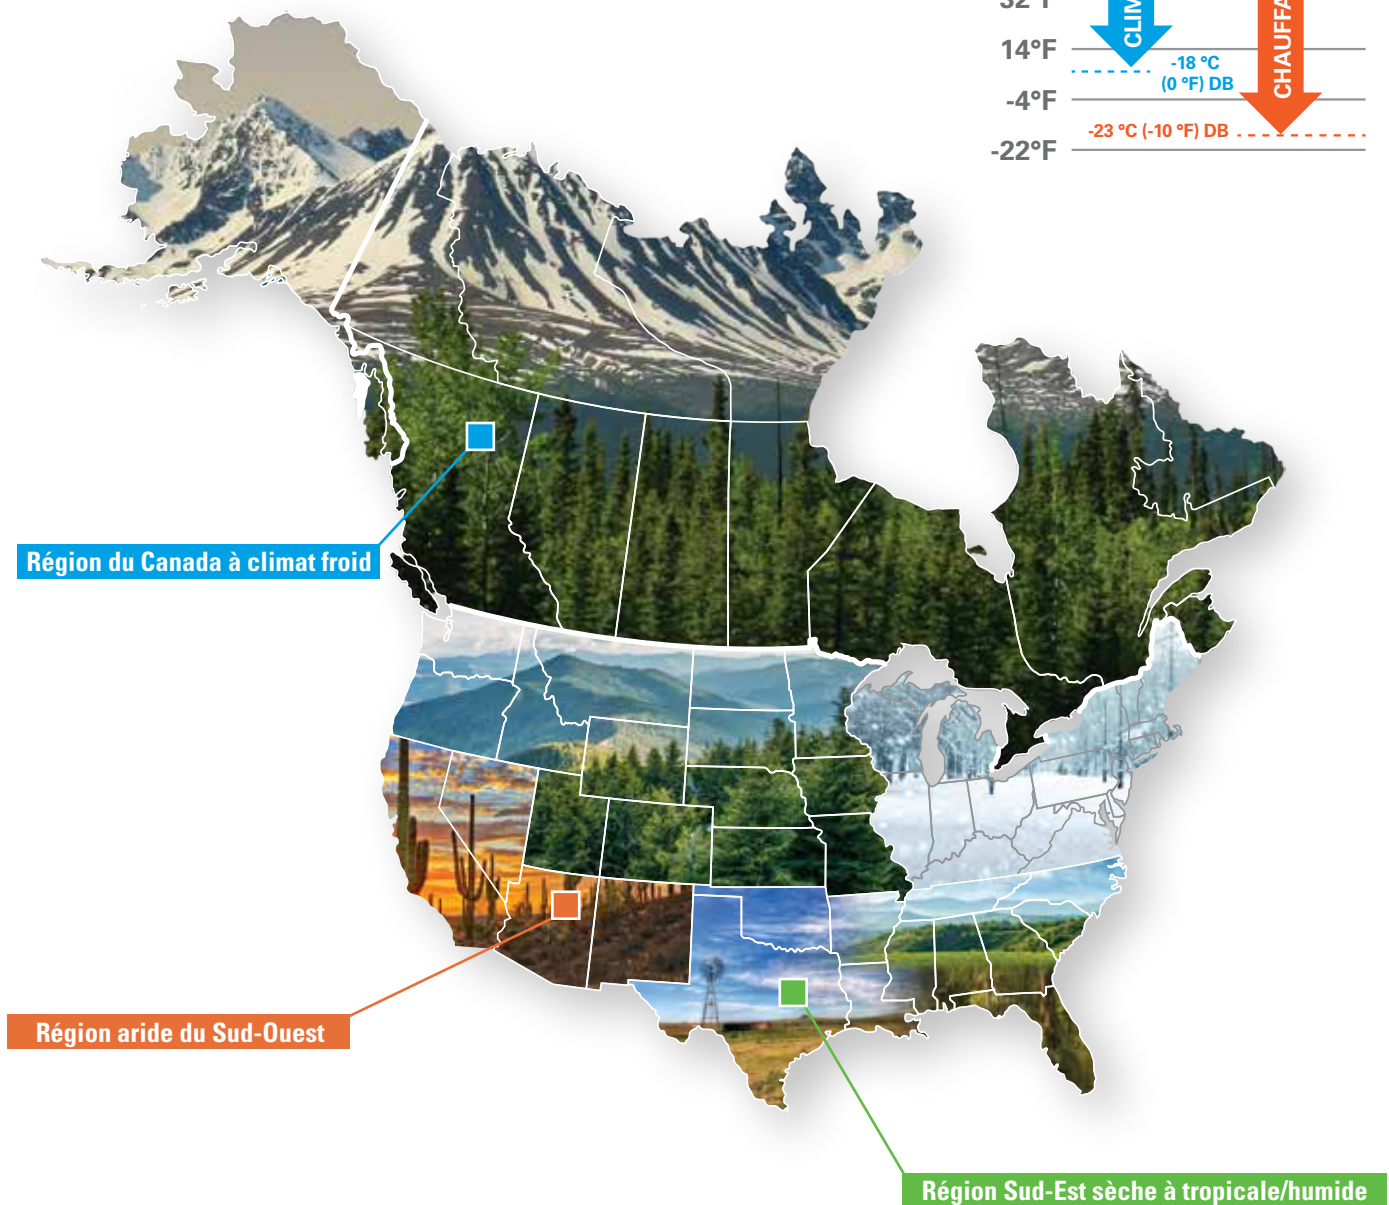 32°F
14°F
-18 °C
(0 °F) DB
-4°F
-23 °C (-10 °F) DB
-22°F
Région du Canada à climat froid
Région aride du Sud-Ouest
Région Sud-Est sèche à tropicale/humide